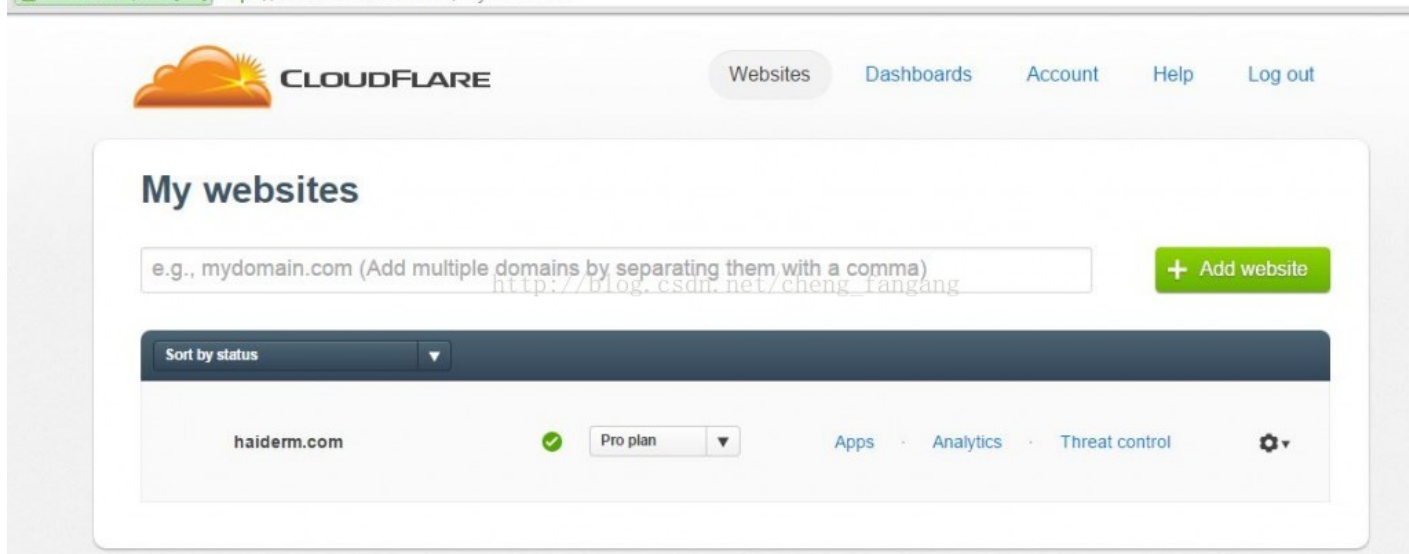 CLOUDFLARE
Websites Dashboards Account Help Log out
My websites
e.g., mydomain.com (Add multiple domains by separating them with a comma)
http://blog.csdn.net/cheng_fangang
+ Add website
Sort by status
haiderm.com Pro plan Apps · Analytics · Threat control